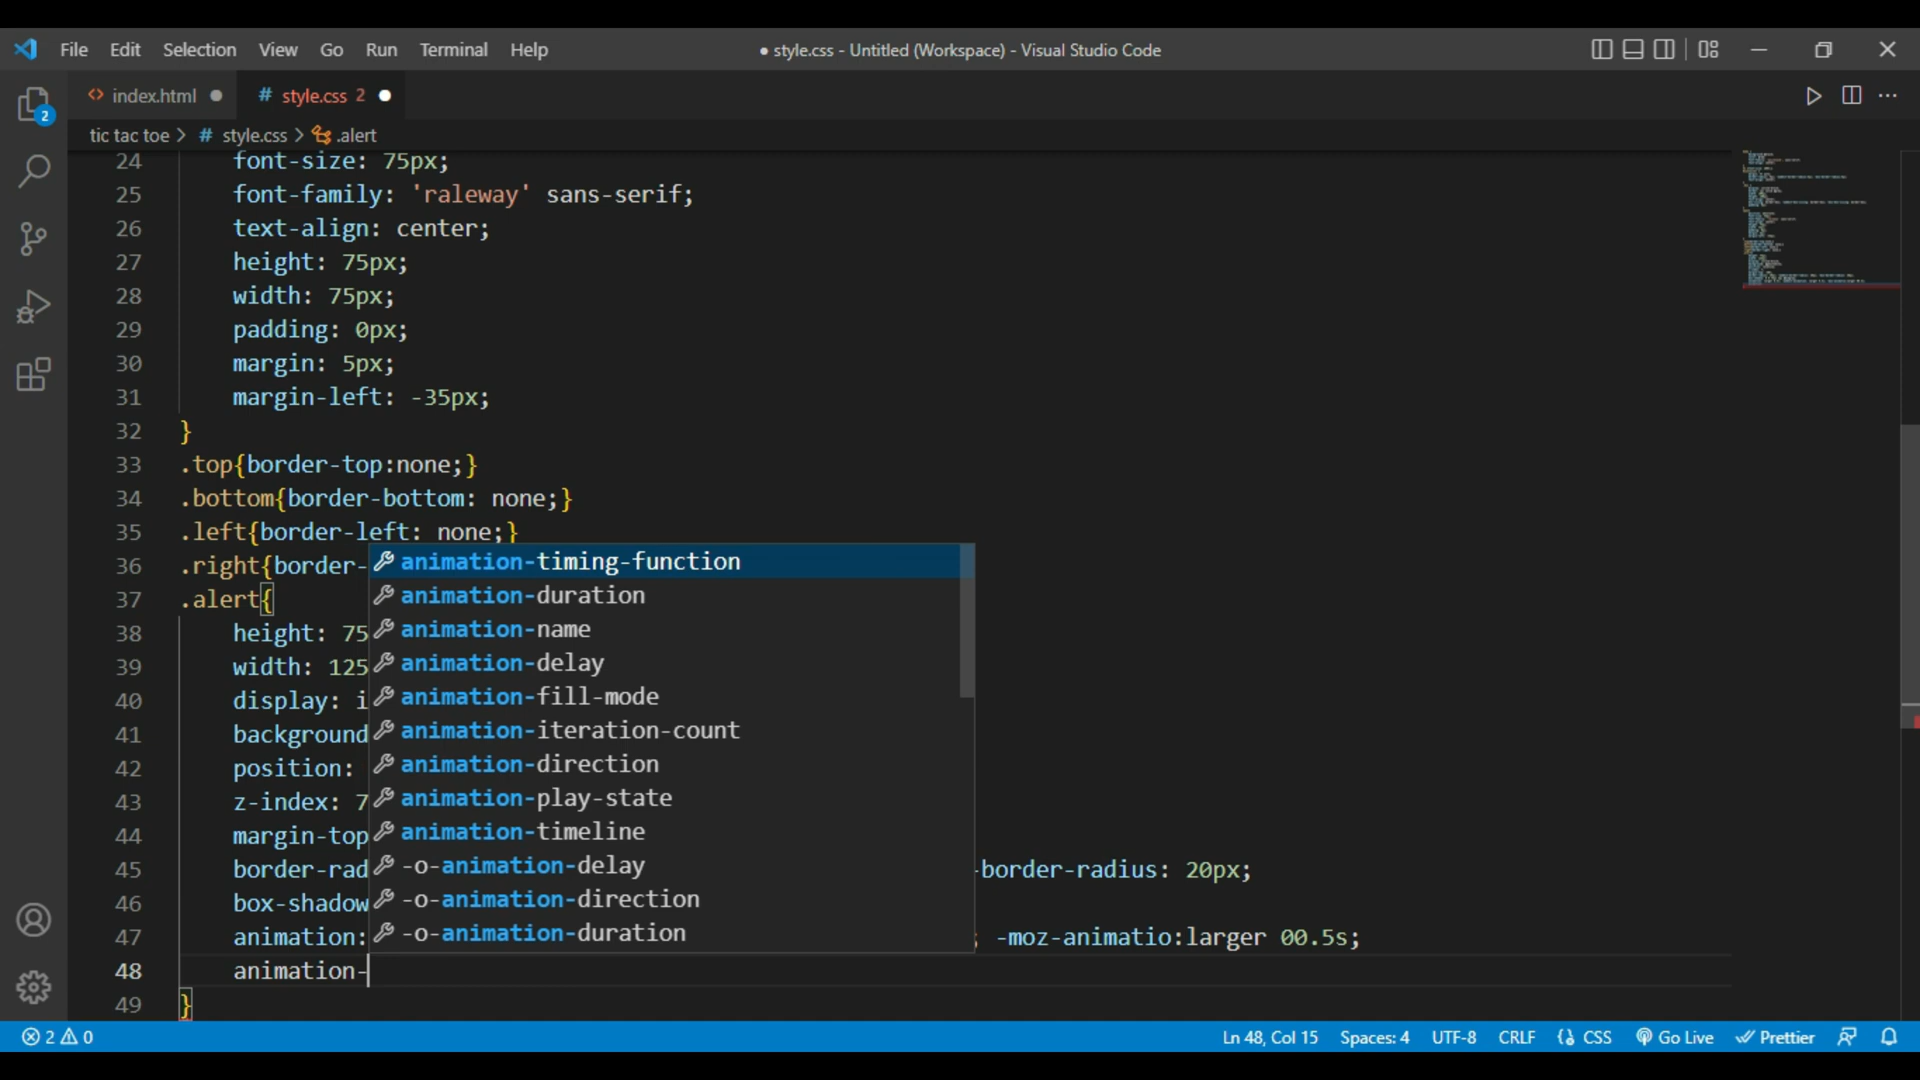 File Edit Selection View Go Run Terminal Help ● style.css - Untitled (Workspace) - Visual Studio Code
<> index.html ● # style.css 2 ●
2
tic tac toe > # style.css > .alert
24 font-size: 75px;
25 font-family: 'raleway' sans-serif;
26 text-align: center;
27 height: 75px;
28 width: 75px;
29 padding: 0px;
30 margin: 5px;
31 margin-left: -35px;
32 }
33 .top{border-top:none;}
34 .bottom{border-bottom: none;}
35 .left{border-left: none;}
36 .right{border- animation-timing-function
37 .alert{ animation-duration
38 height: 75 animation-name
39 width: 125 animation-delay
40 display: i animation-fill-mode
41 background animation-iteration-count
42 position: animation-direction
43 z-index: 7 animation-play-state
44 margin-top animation-timeline
45 border-rad -o-animation-delay -border-radius: 20px;
46 box-shadow -o-animation-direction
47 animation: -o-animation-duration ; -moz-animatio:larger 00.5s;
48 animation-
49 }
2 0 Ln 48, Col 15 Spaces: 4 UTF-8 CRLF {} CSS Go Live Prettier